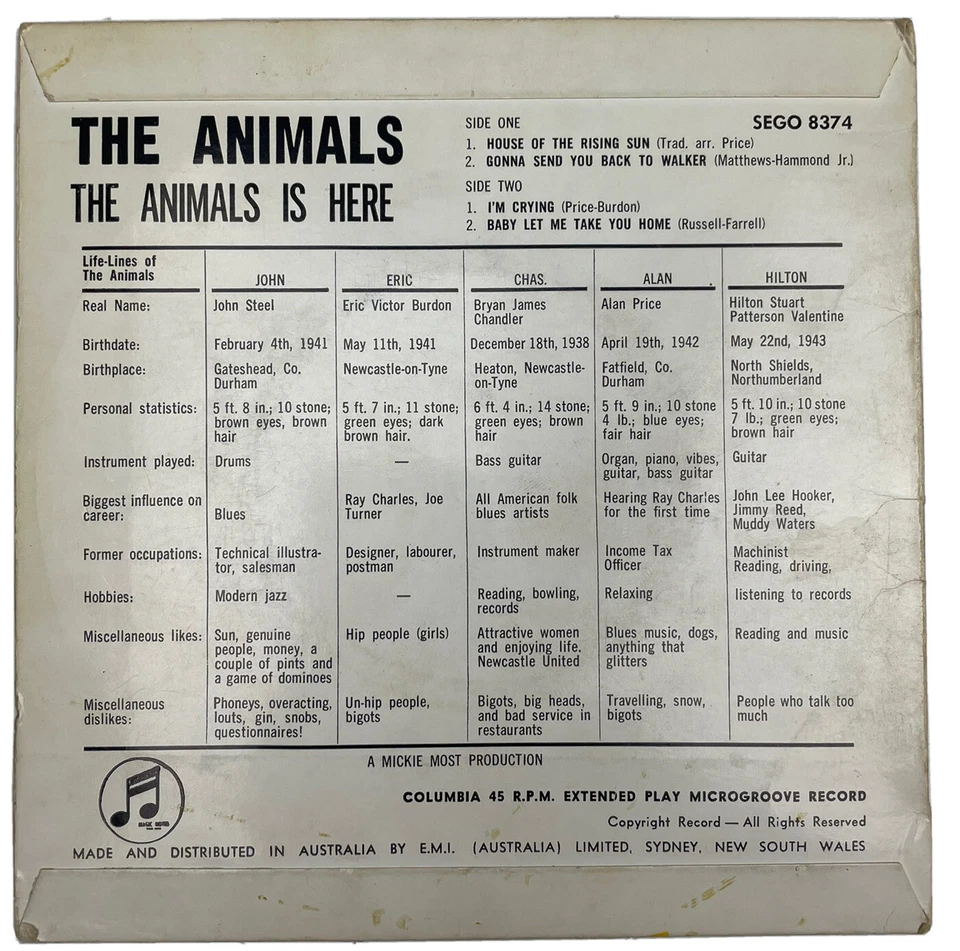 THE ANIMALS
THE ANIMALS IS HERE
SIDE ONE
SEGO 8374
1. HOUSE OF THE RISING SUN (Trad. arr. Price)
2. GONNA SEND YOU BACK TO WALKER (Matthews-Hammond Jr.)
SIDE TWO
1. I'M CRYING (Price-Burdon)
2. BABY LET ME TAKE YOU HOME (Russell-Farrell)
Life-Lines of
The Animals
JOHN
ERIC
CHAS.
ALAN
HILTON
Real Name:
John Steel
Eric Victor Burdon
Bryan James
Chandler
Alan Price
Hilton Stuart
Patterson Valentine
Birthdate:
February 4th, 1941
May 11th, 1941
December 18th, 1938
April 19th, 1942
May 22nd, 1943
Birthplace:
Gateshead, Co.
Durham
Newcastle-on-Tyne
Heaton, Newcastle-
on-Tyne
Fatfield, Co.
Durham
North Shields,
Northumberland
Personal statistics:
5 ft. 8 in.; 10 stone;
brown eyes, brown
hair
5 ft. 7 in.; 11 stone;
green eyes; dark
brown hair.
6 ft. 4 in.; 14 stone;
green eyes; brown
hair
5 ft. 9 in.; 10 stone
4 lb.; blue eyes;
fair hair
5 ft. 10 in.; 10 stone
7 lb.; green eyes;
brown hair
Instrument played:
Drums
—
Bass guitar
Organ, piano, vibes,
guitar, bass guitar
Guitar
Biggest influence on
career:
Blues
Ray Charles, Joe
Turner
All American folk
blues artists
Hearing Ray Charles
for the first time
John Lee Hooker,
Jimmy Reed,
Muddy Waters
Former occupations:
Technical illustra-
tor, salesman
Designer, labourer,
postman
Instrument maker
Income Tax
Officer
Machinist
Reading, driving,
Hobbies:
Modern jazz
—
Reading, bowling,
records
Relaxing
listening to records
Miscellaneous likes:
Sun, genuine
people, money, a
couple of pints and
a game of dominoes
Hip people (girls)
Attractive women
and enjoying life.
Newcastle United
Blues music, dogs,
anything that
glitters
Reading and music
Miscellaneous
dislikes:
Phoneys, overacting,
louts, gin, snobs,
questionnaires!
Un-hip people,
bigots
Bigots, big heads,
and bad service in
restaurants
Travelling, snow,
bigots
People who talk too
much
A MICKIE MOST PRODUCTION
COLUMBIA 45 R.P.M. EXTENDED PLAY MICROGROOVE RECORD
Copyright Record — All Rights Reserved
MADE AND DISTRIBUTED IN AUSTRALIA BY E.M.I. (AUSTRALIA) LIMITED, SYDNEY, NEW SOUTH WALES